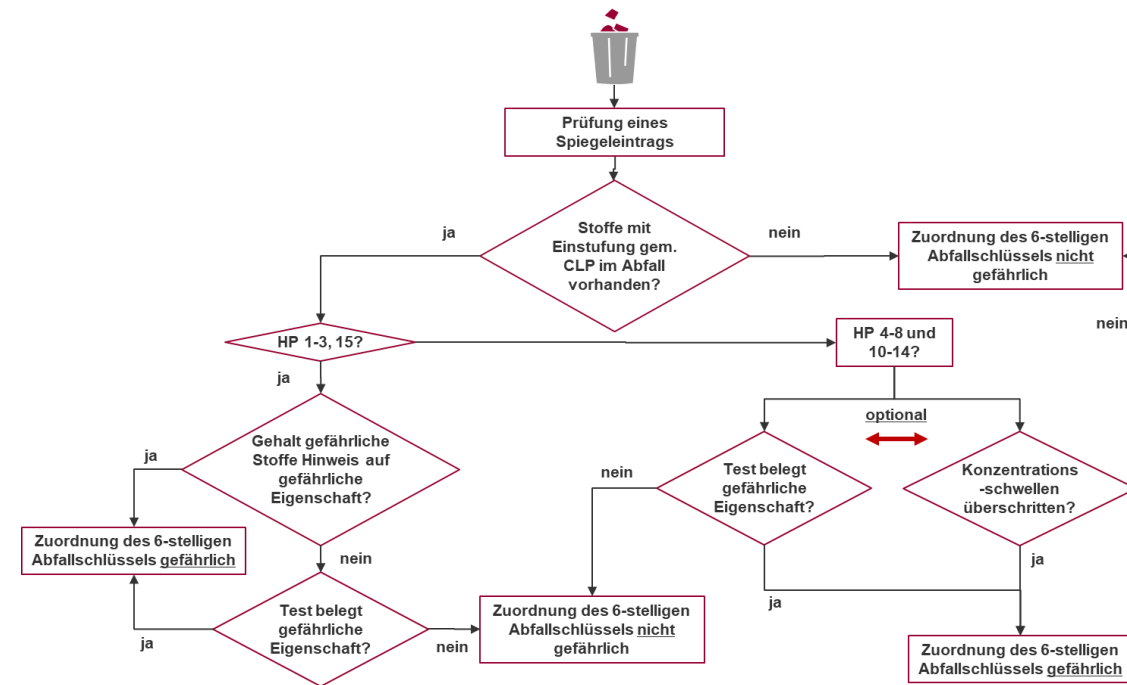 Prüfung eines
Spiegeleintrags
ja
Stoffe mit
Einstufung gem.
CLP im Abfall
vorhanden?
nein
Zuordnung des 6-stelligen
Abfallschlüssels nicht
gefährlich
nein
HP 1-3, 15?
HP 4-8 und
10-14?
ja
optional
Gehalt gefährliche
Stoffe Hinweis auf
gefährliche
Eigenschaft?
ja
nein
Test belegt
gefährliche
Eigenschaft?
Konzentrations
-schwellen
überschritten?
Zuordnung des 6-stelligen
Abfallschlüssels gefährlich
nein
ja
ja
Test belegt
gefährliche
Eigenschaft?
ja
nein
Zuordnung des 6-stelligen
Abfallschlüssels nicht
gefährlich
Zuordnung des 6-stelligen
Abfallschlüssels gefährlich